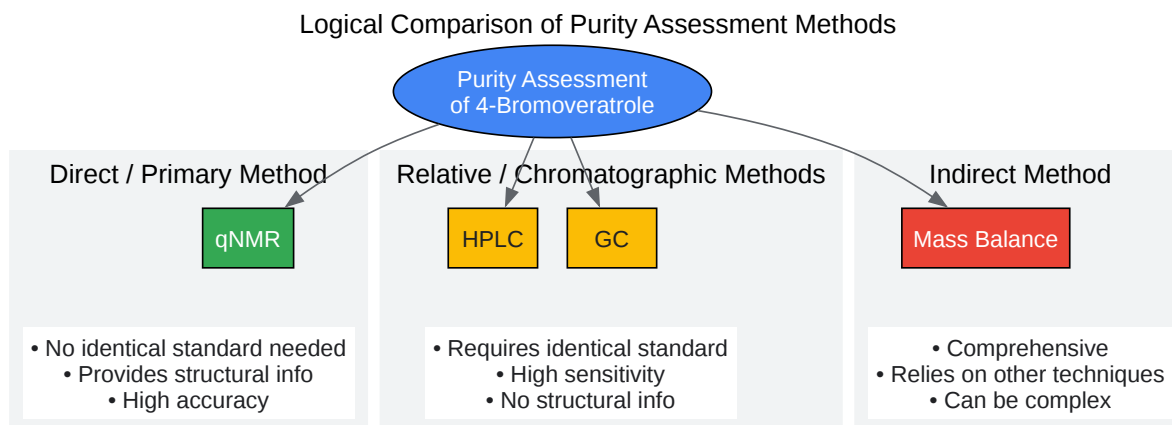 Logical Comparison of Purity Assessment Methods
Purity Assessment
of 4-Bromoveratrole
Direct / Primary Method
qNMR
• No identical standard needed
• Provides structural info
• High accuracy
Relative / Chromatographic Methods
HPLC
GC
• Requires identical standard
• High sensitivity
• No structural info
Indirect Method
Mass Balance
• Comprehensive
• Relies on other techniques
• Can be complex